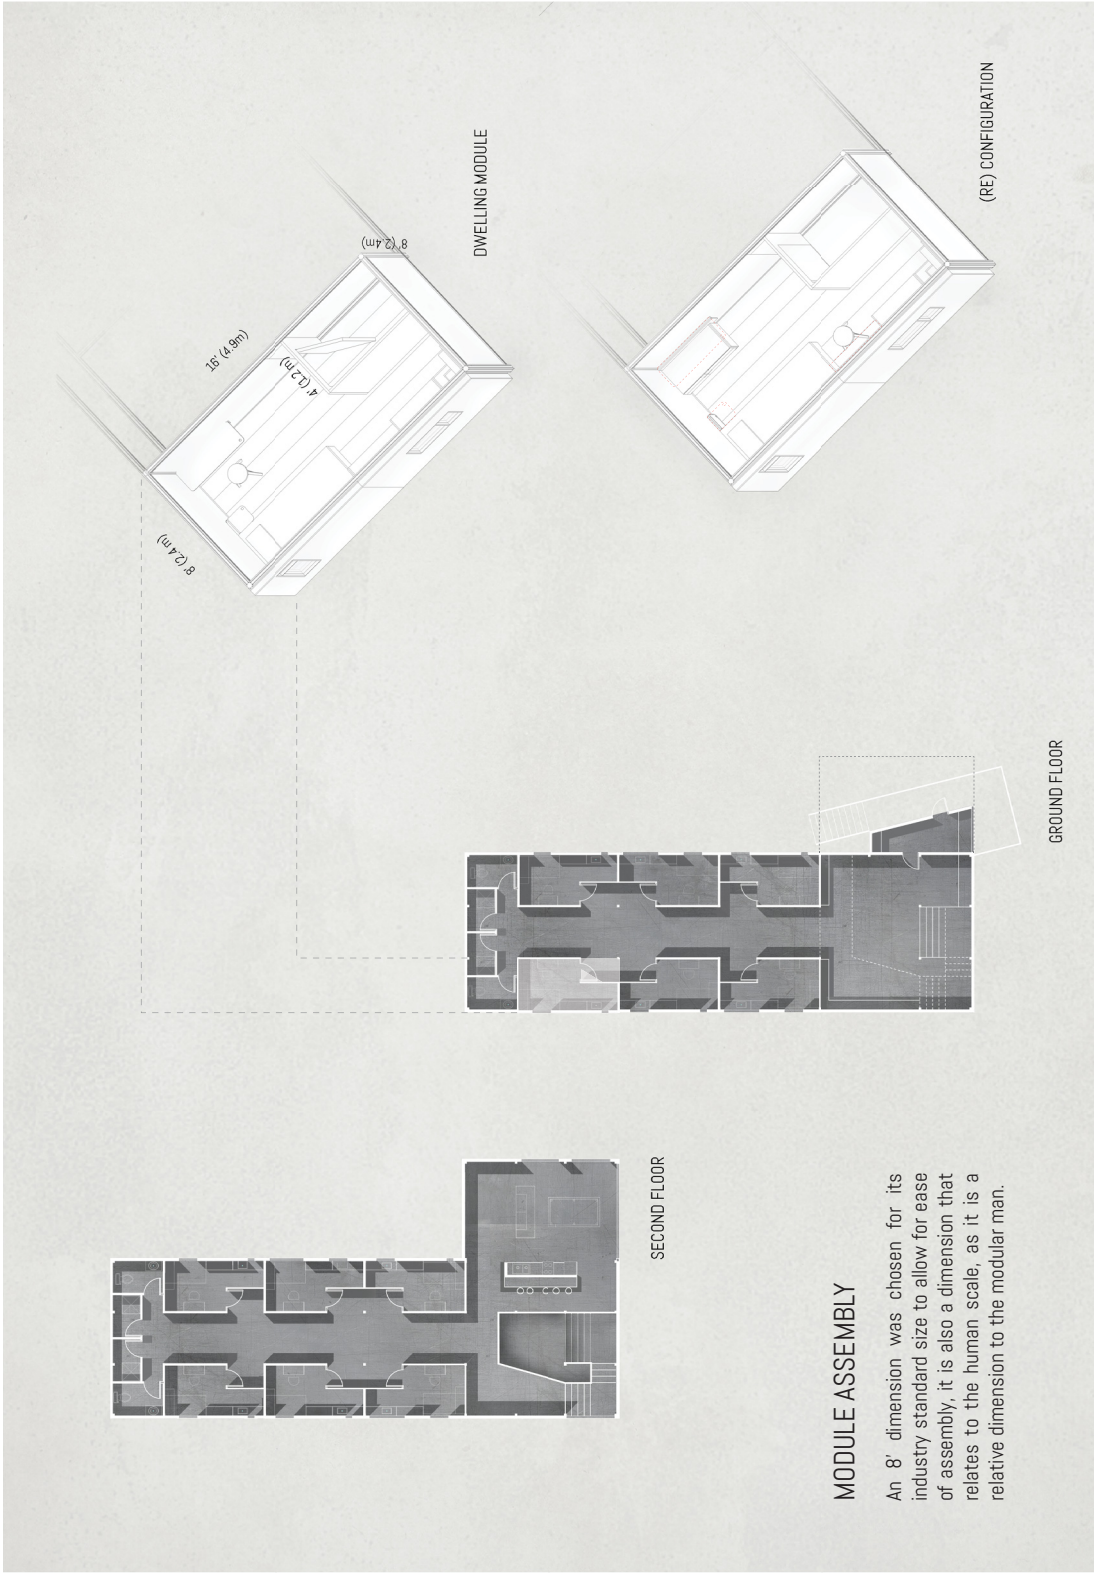 MODULE ASSEMBLY
An 8' dimension was chosen for its
industry standard size to allow for ease
of assembly, it is also a dimension that
relates to the human scale, as it is a
relative dimension to the modular man.
SECOND FLOOR
GROUND FLOOR
8' (2.4 m)
16' (4.9m)
4' (1.2 m)
8' (2.4m)
DWELLING MODULE
(RE) CONFIGURATION